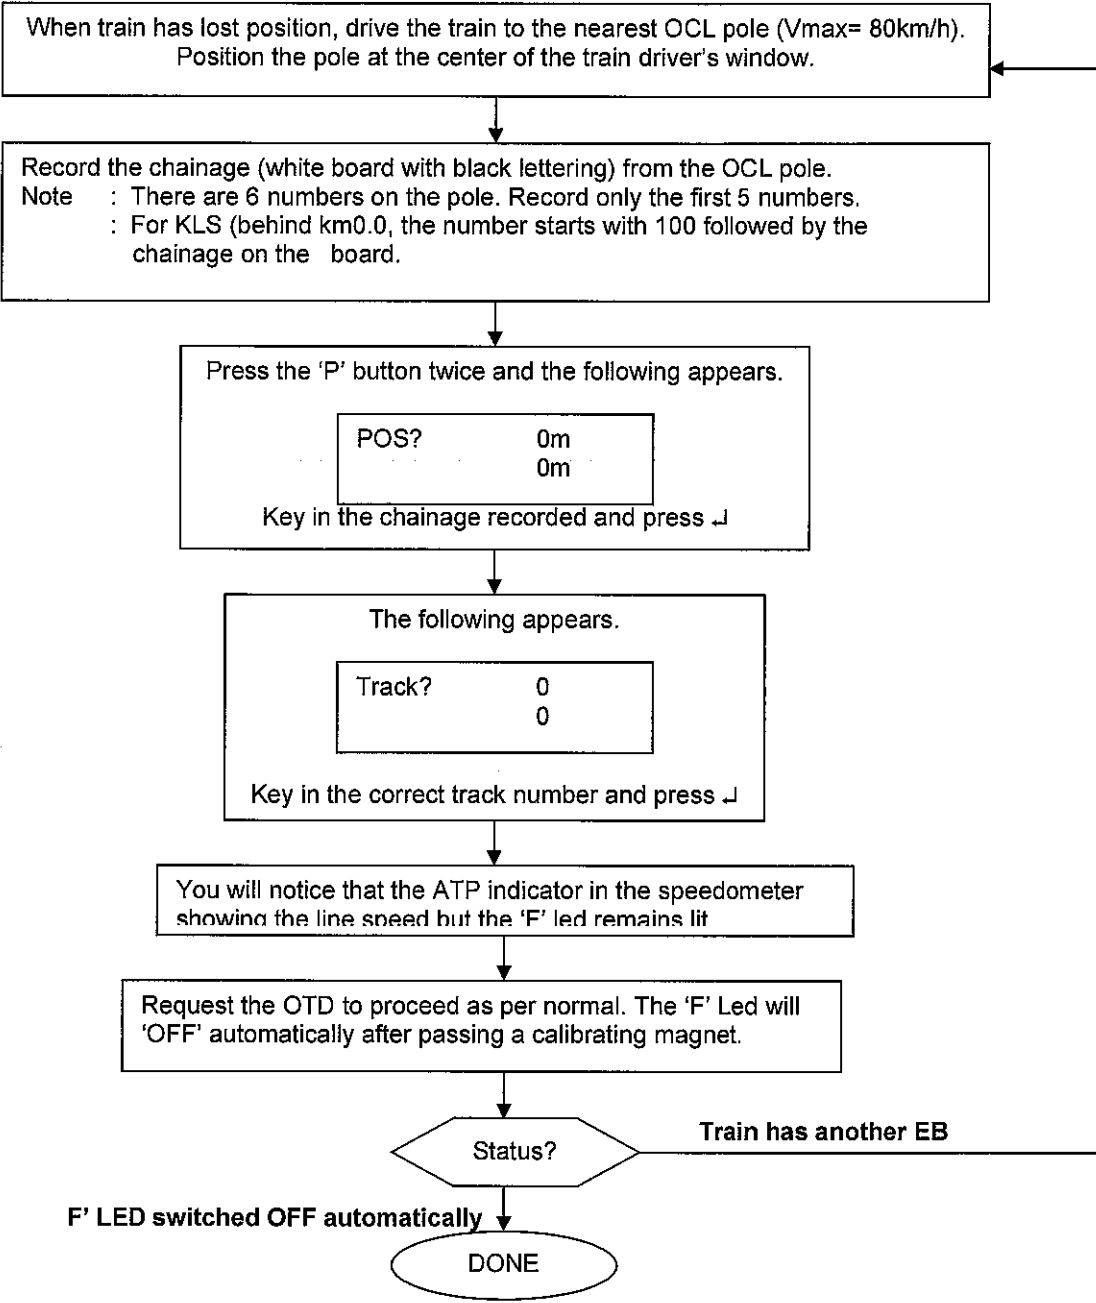 When train has lost position, drive the train to the nearest OCL pole (Vmax= 80km/h).
Position the pole at the center of the train driver's window.
Record the chainage (white board with black lettering) from the OCL pole.
Note : There are 6 numbers on the pole. Record only the first 5 numbers.
: For KLS (behind km0.0, the number starts with 100 followed by the
chainage on the board.
Press the 'P' button twice and the following appears.
POS? 0m
0m
Key in the chainage recorded and press ↵
The following appears.
Track? 0
0
Key in the correct track number and press ↵
You will notice that the ATP indicator in the speedometer
showing the line speed but the 'F' led remains lit
Request the OTD to proceed as per normal. The 'F' Led will
'OFF' automatically after passing a calibrating magnet.
Status?
Train has another EB
F' LED switched OFF automatically
DONE